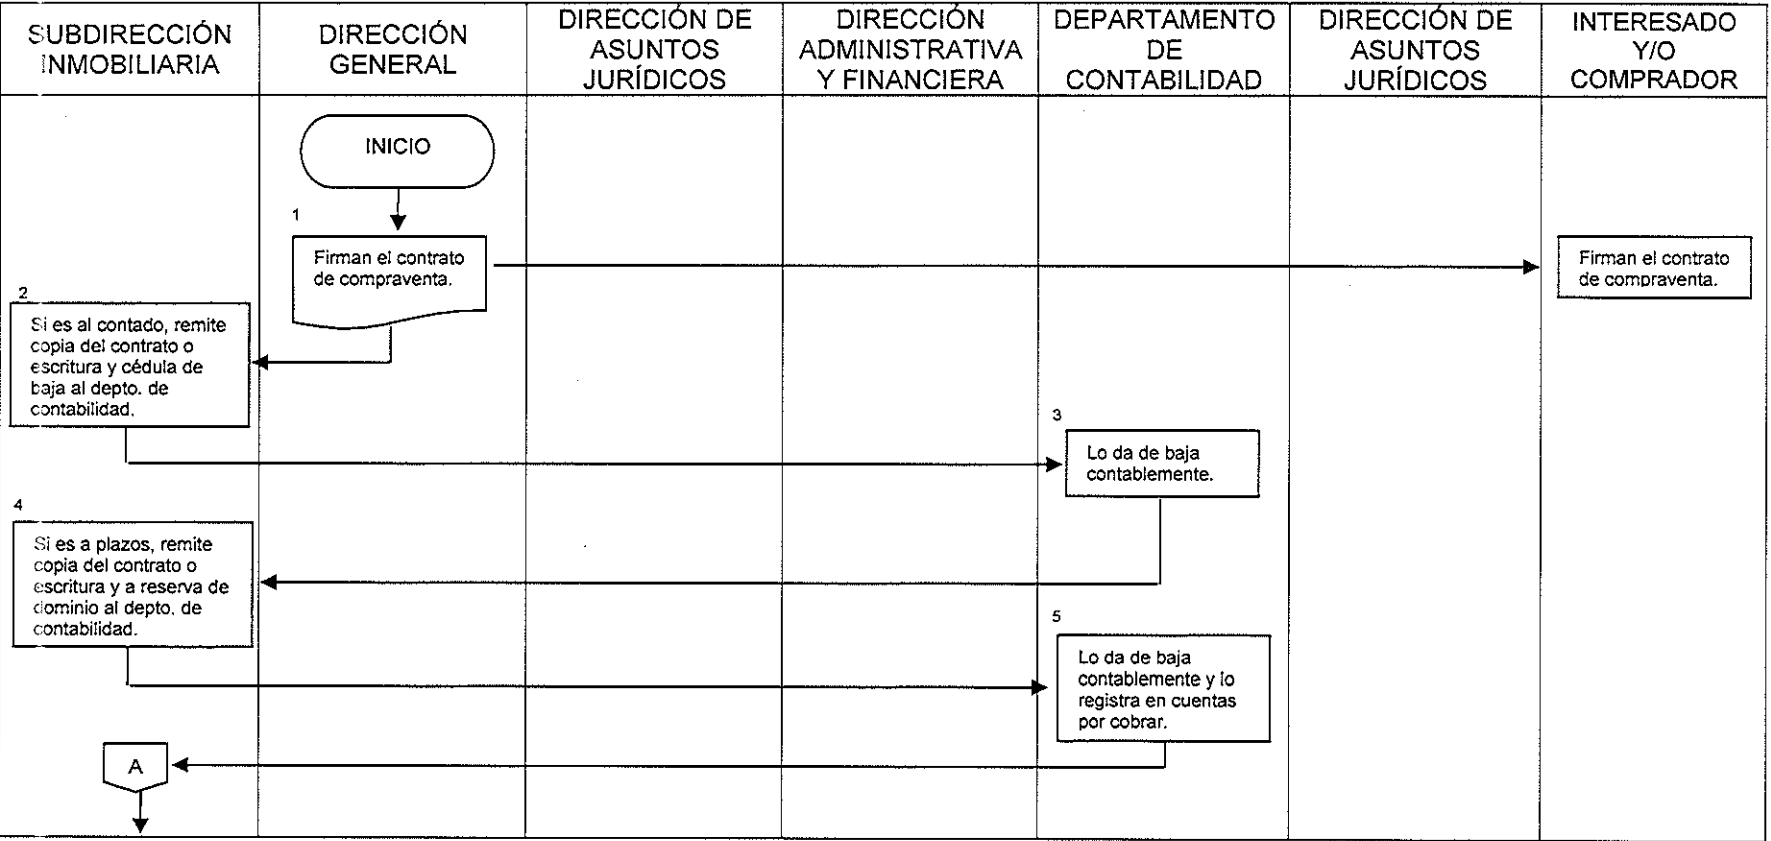 SUBDIRECCIÓN
INMOBILIARIA
DIRECCIÓN
GENERAL
DIRECCIÓN DE
ASUNTOS
JURÍDICOS
DIRECCIÓN
ADMINISTRATIVA
Y FINANCIERA
DEPARTAMENTO
DE
CONTABILIDAD
DIRECCIÓN DE
ASUNTOS
JURÍDICOS
INTERESADO
Y/O
COMPRADOR
INICIO
1
Firman el contrato
de compraventa.
Firman el contrato
de compraventa.
2
Si es al contado, remite
copia del contrato o
escritura y cédula de
baja al depto. de
contabilidad.
3
Lo da de baja
contablemente.
4
Si es a plazos, remite
copia del contrato o
escritura y a reserva de
dominio al depto. de
contabilidad.
5
Lo da de baja
contablemente y lo
registra en cuentas
por cobrar.
A